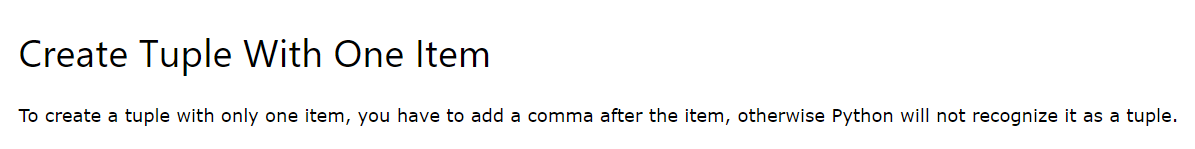 Create Tuple With One Item
To create a tuple with only one item, you have to add a comma after the item, otherwise Python will not recognize it as a tuple.